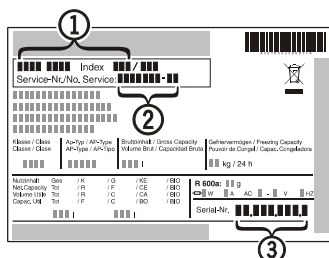 1
Index /
Service-Nr./No. Service: -
2
Klasse / Class Ap-Typ / AP-Type Bruttoinhalt / Gross Capacity Gefriervermögen / Freezing Capacity
Classe / Clase AP-Type / AP-Tipo Volume Brut / Capacidad Bruta Pouvoir de Congel / Capac. Congeladora
l kg / 24 h
Nutzinhalt Ges / K / G / KE / BIO
Net.Capacity Tot / R / F / CE / BIO
Volume Utile Tot / R / C / CA / BIO
Capac. Util Tot / F / C / BO / BIO
l l
R 600a: g
W A AC - V HZ
Serial-Nr. . . .
3